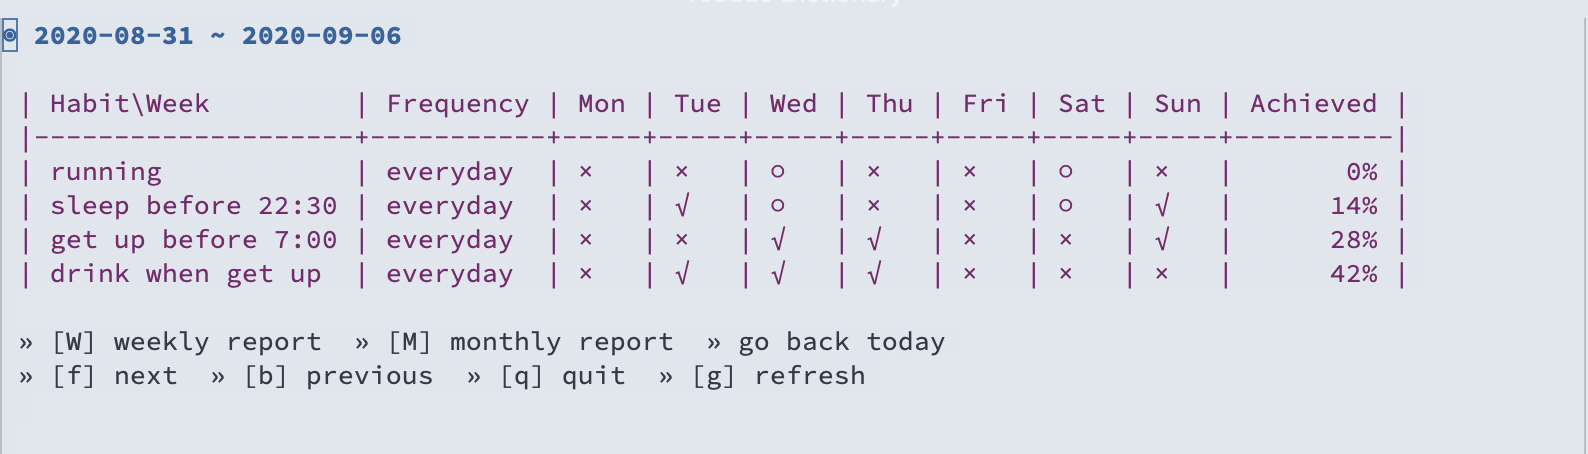 ◉ 2020-08-31 ~ 2020-09-06
| Habit\Week         | Frequency | Mon | Tue | Wed | Thu | Fri | Sat | Sun | Achieved |
|--------------------+-----------+-----+-----+-----+-----+-----+-----+-----+----------|
| running            | everyday  | ×   | ×   | ○   | ×   | ×   | ○   | ×   |       0% |
| sleep before 22:30 | everyday  | ×   | √   | ○   | ×   | ×   | ○   | √   |      14% |
| get up before 7:00 | everyday  | ×   | ×   | √   | √   | ×   | ×   | √   |      28% |
| drink when get up  | everyday  | ×   | √   | √   | √   | ×   | ×   | ×   |      42% |
» [W] weekly report  » [M] monthly report  » go back today
» [f] next  » [b] previous  » [q] quit  » [g] refresh